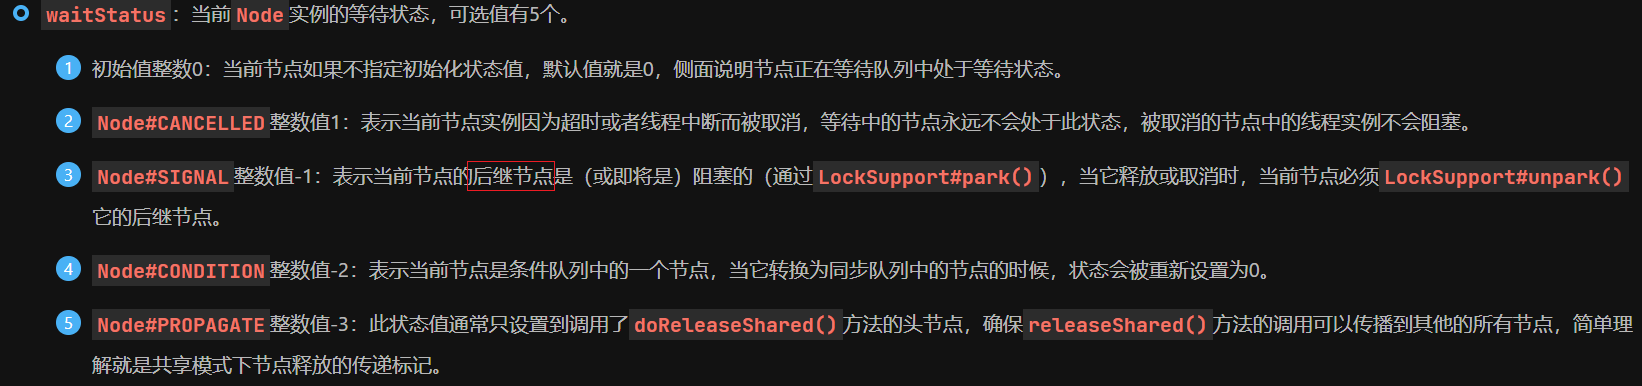 waitStatus：当前Node实例的等待状态，可选值有5个。
1 初始值整数0：当前节点如果不指定初始化状态值，默认值就是0，侧面说明节点正在等待队列中处于等待状态。
2 Node#CANCELLED整数值1：表示当前节点实例因为超时或者线程中断而被取消，等待中的节点永远不会处于此状态，被取消的节点中的线程实例不会阻塞。
3 Node#SIGNAL整数值-1：表示当前节点的后继节点是（或即将是）阻塞的（通过LockSupport#park()），当它释放或取消时，当前节点必须LockSupport#unpark()
它的后继节点。
4 Node#CONDITION整数值-2：表示当前节点是条件队列中的一个节点，当它转换为同步队列中的节点的时候，状态会被重新设置为0。
5 Node#PROPAGATE整数值-3：此状态值通常只设置到调用了doReleaseShared()方法的头节点，确保releaseShared()方法的调用可以传播到其他的所有节点，简单理
解就是共享模式下节点释放的传递标记。